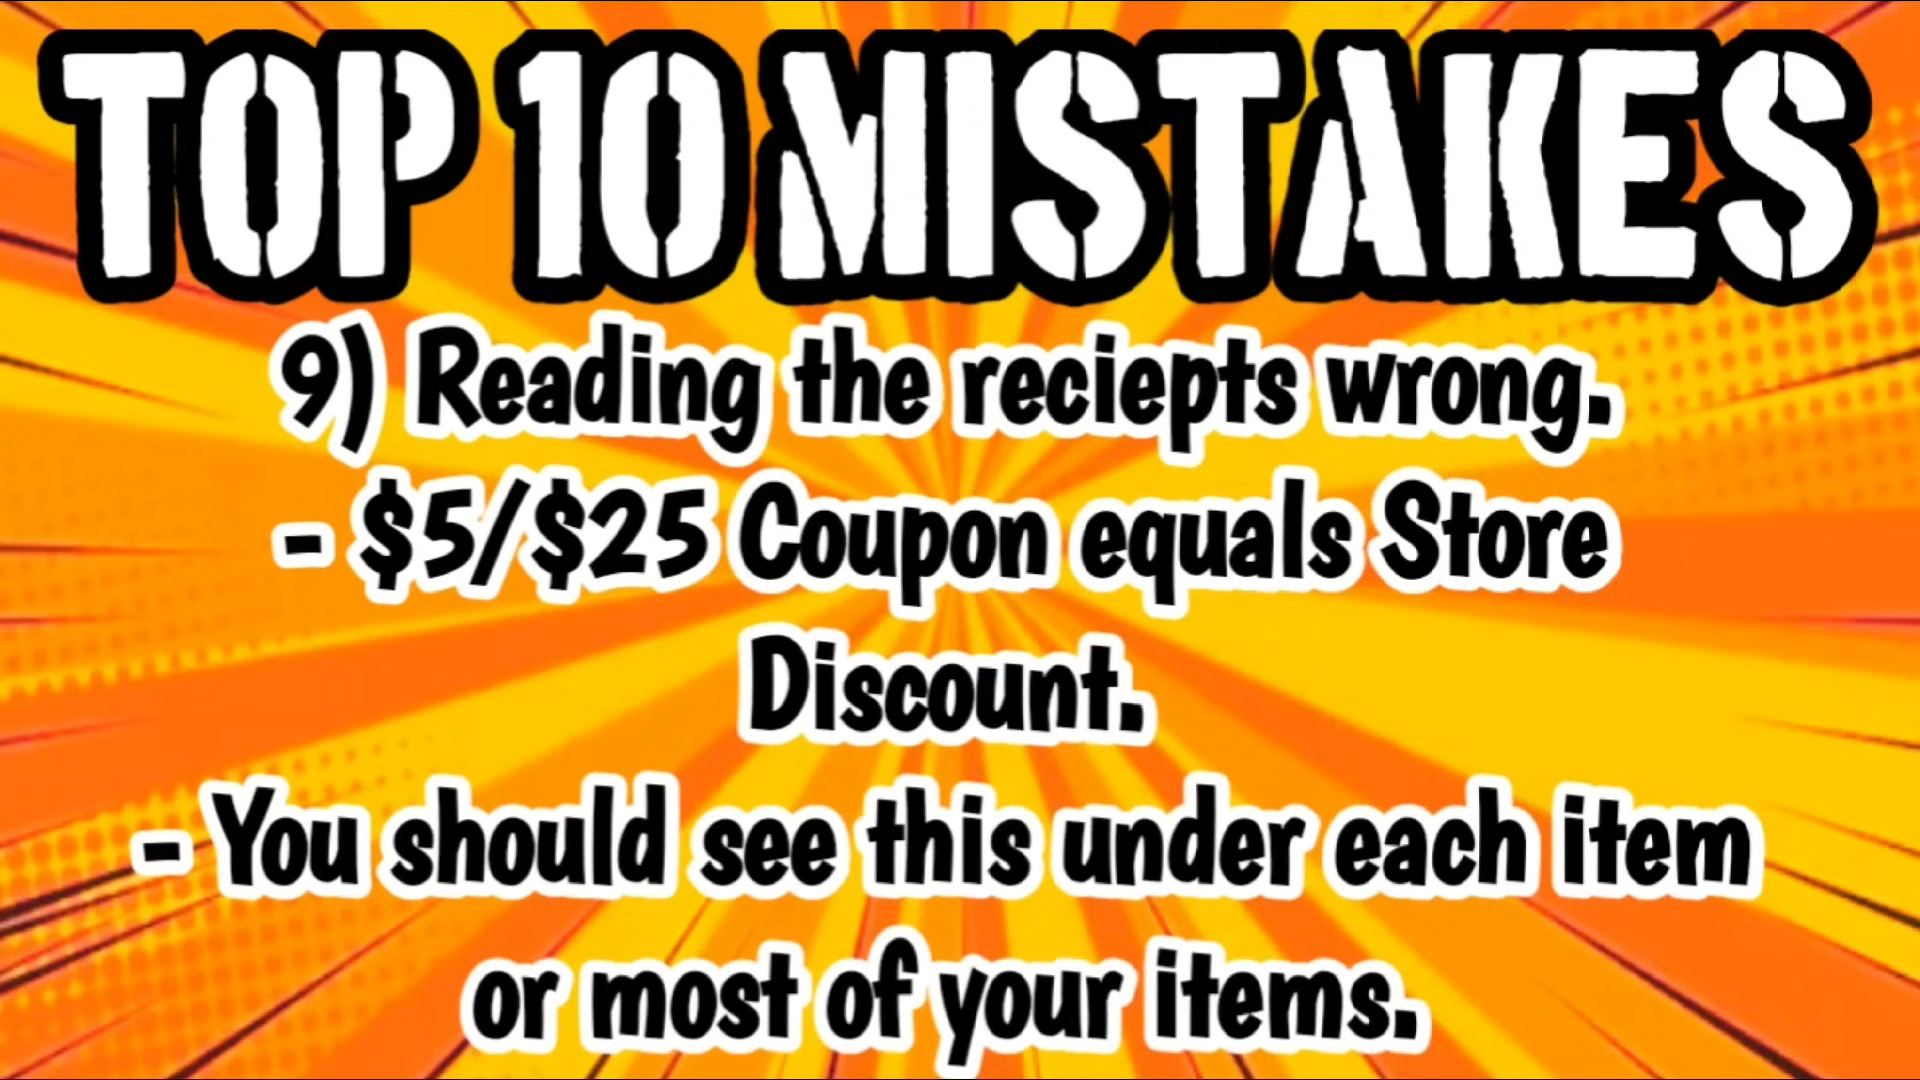 TOP 10 MISTAKES
9) Reading the reciepts wrong.
- $5/$25 Coupon equals Store
Discount.
- You should see this under each item
or most of your items.